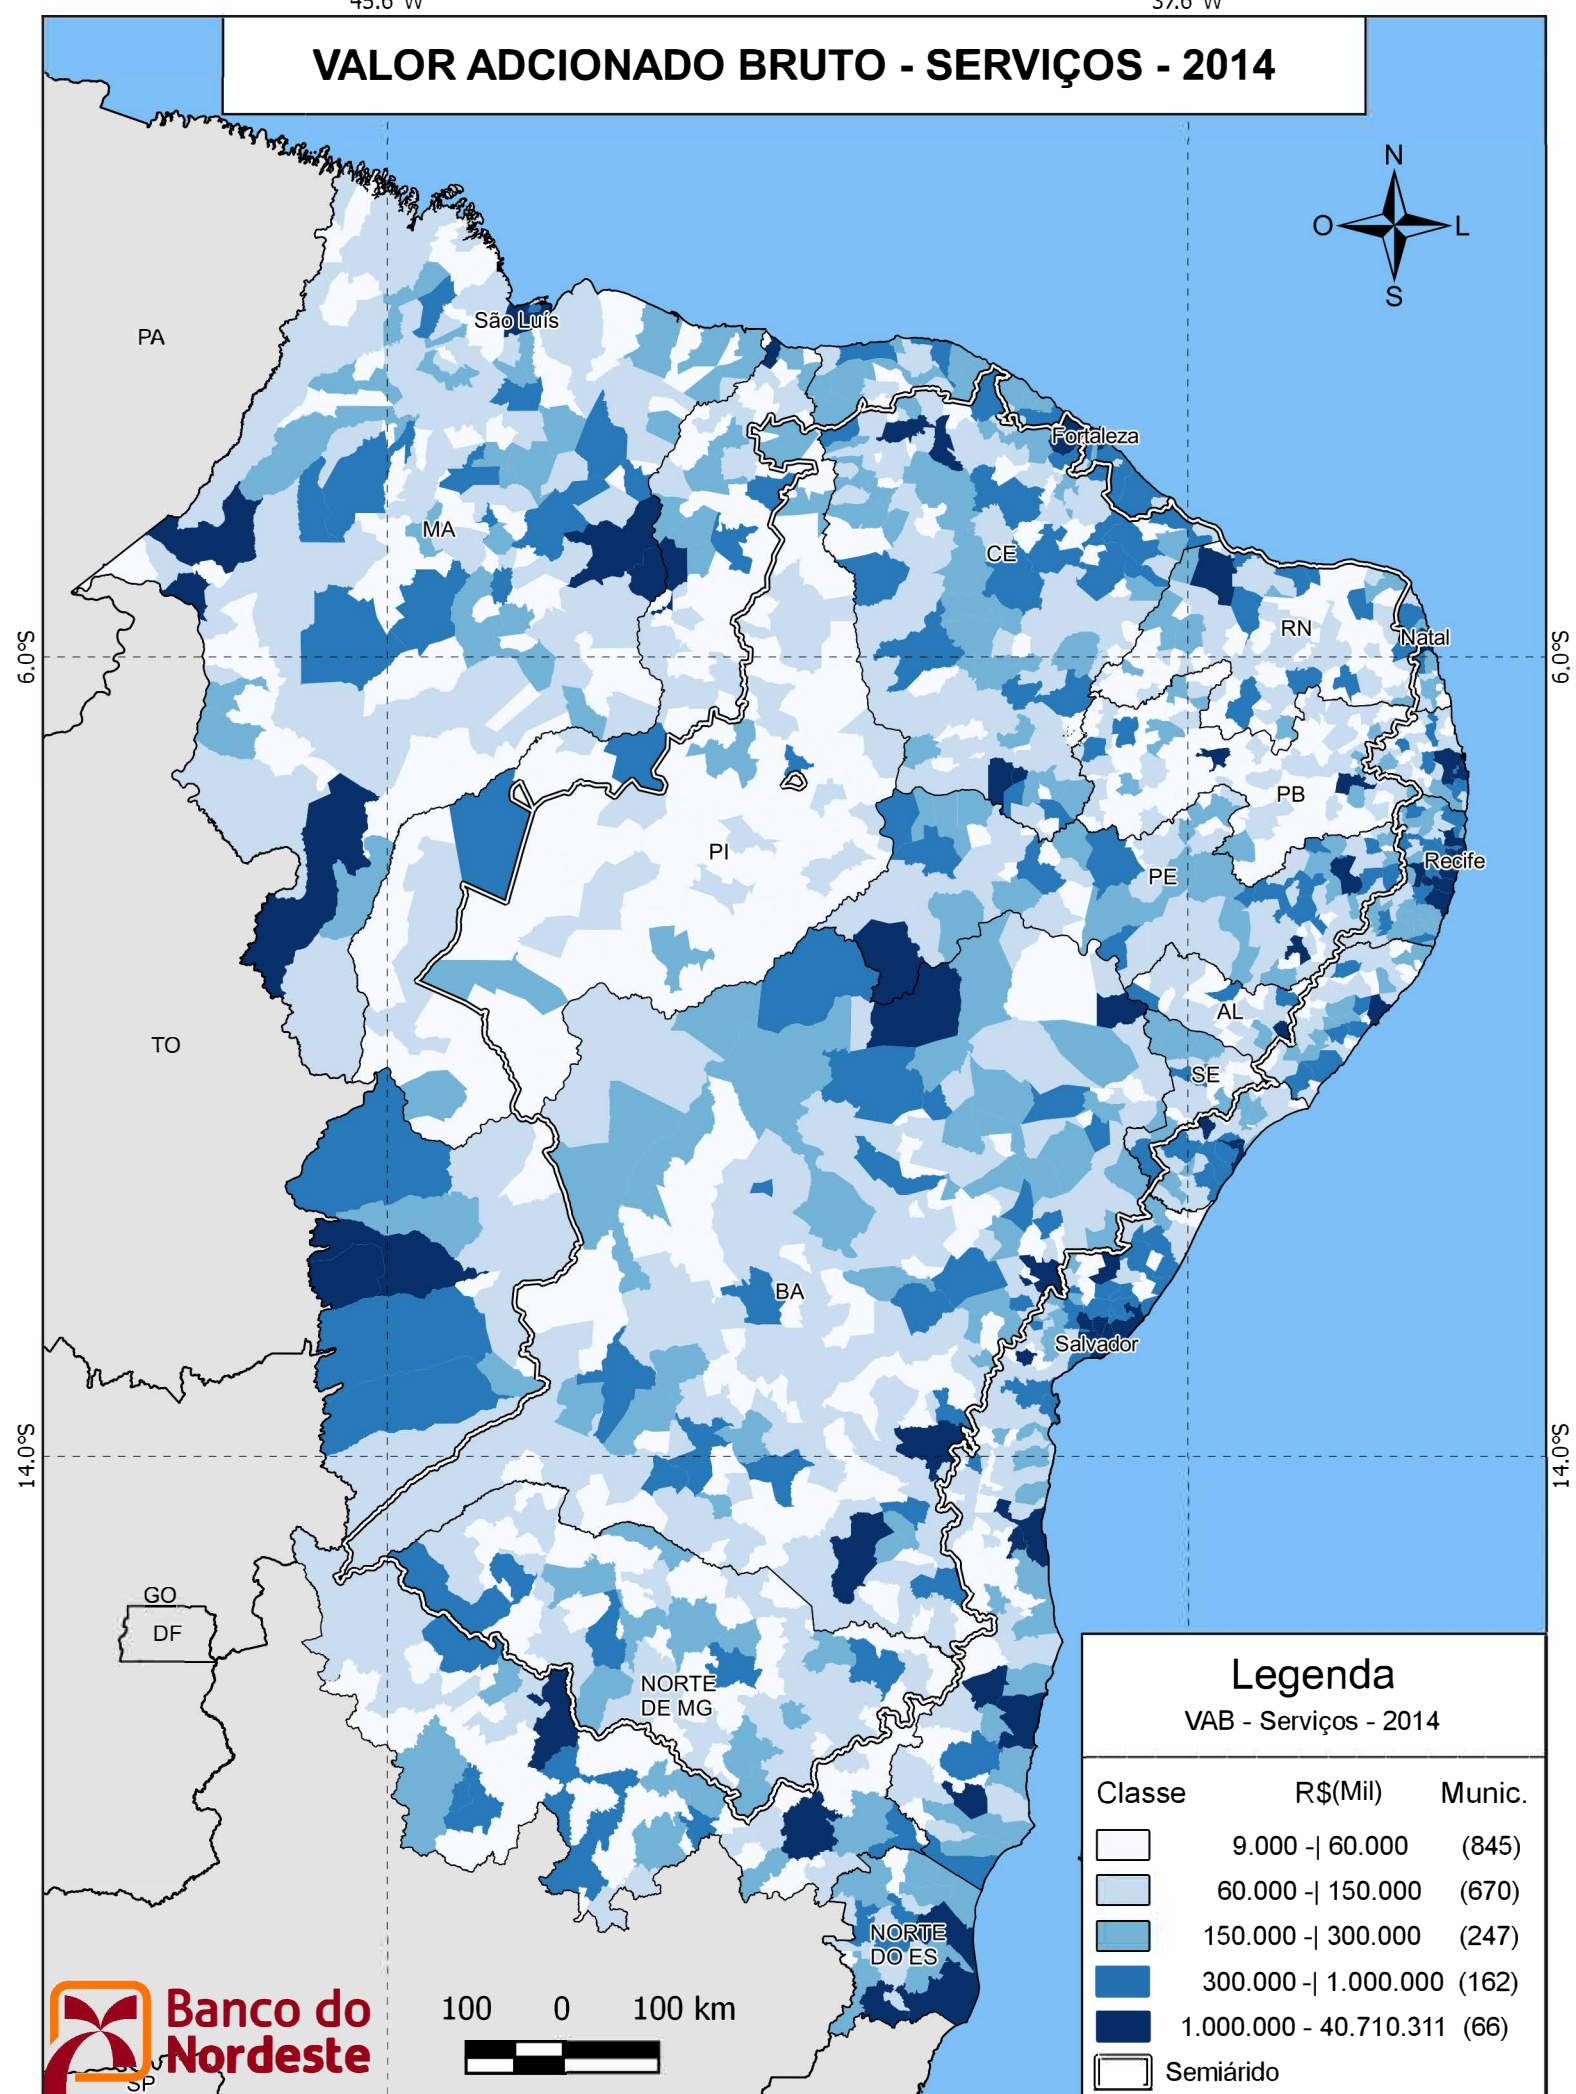 45.6°W
37.6°W
VALOR ADCIONADO BRUTO - SERVIÇOS - 2014
N
O
L
S
PA
São Luís
Fortaleza
MA
CE
RN
Natal
6.0°S
6.0°S
PB
PI
Recife
PE
AL
TO
SE
BA
Salvador
14.0°S
14.0°S
GO
DF
NORTE
DE MG
NORTE
DO ES
Legenda
VAB - Serviços - 2014
Classe R$(Mil) Munic.
9.000 -| 60.000 (845)
60.000 -| 150.000 (670)
150.000 -| 300.000 (247)
300.000 -| 1.000.000 (162)
1.000.000 - 40.710.311 (66)
Semiárido
Banco do
Nordeste
100 0 100 km
SP